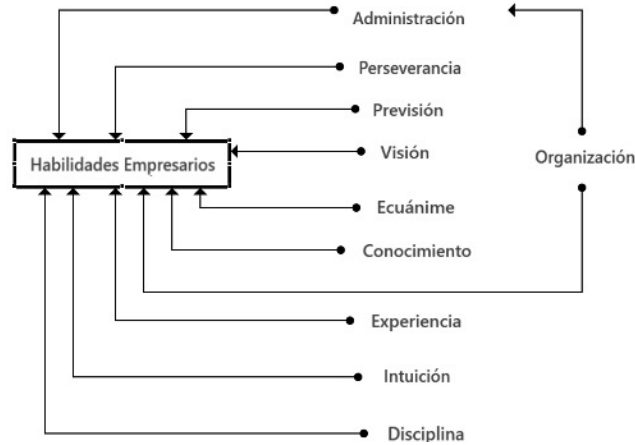 Administración
Perseverancia
Previsión
Visión
Habilidades Empresarios
Organización
Ecuánime
Conocimiento
Experiencia
Intuición
Disciplina